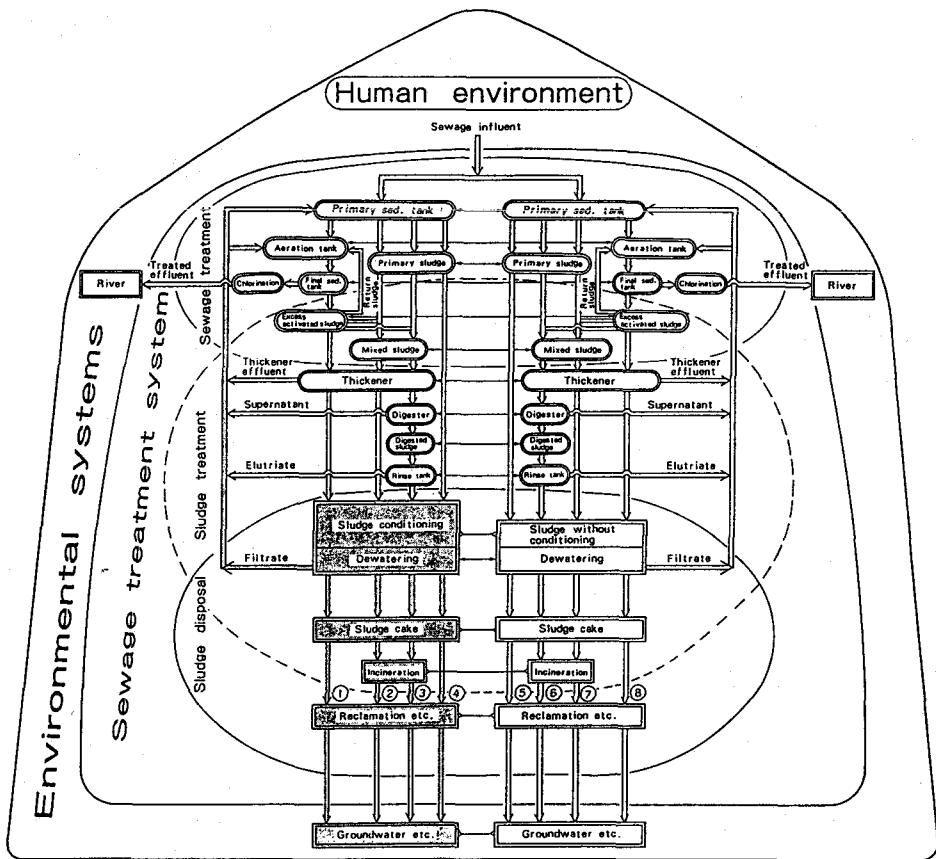 Human environment
Sewage influent
Primary sed. tank
Primary sed. tank
Aeration tank
Aeration tank
Primary sludge
Primary sludge
Treated
effluent
Treated
effluent
River
River
Chlorination
Final sed.
tank
Return
sludge
Return
sludge
Final sed.
tank
Chlorination
Excess
activated sludge
Excess
activated sludge
Mixed sludge
Mixed sludge
Thickener
effluent
Thickener
Thickener
Thickener
effluent
Supernatant
Digester
Digester
Supernatant
Digested
sludge
Digested
sludge
Elutriate
Rinse tank
Rinse tank
Elutriate
Sludge conditioning
Dewatering
Sludge without
conditioning
Dewatering
Filtrate
Filtrate
Sludge cake
Sludge cake
Incineration
Incineration
1 2 3 4 5 6 7 8
Reclamation etc.
Reclamation etc.
Groundwater etc.
Groundwater etc.
Sewage treatment
Sludge treatment
Sludge disposal
Sewage treatment system
Environmental systems